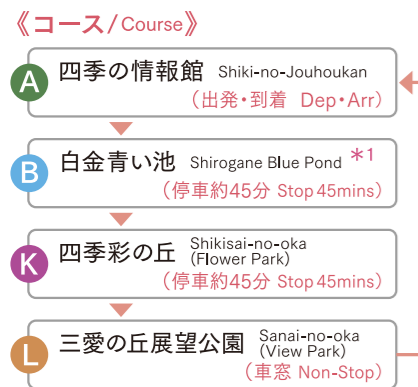 《コース/Course》
A 四季の情報館 Shiki-no-Jouhoukan
(出発・到着 Dep・Arr)
B 白金青い池 Shirogane Blue Pond *1
(停車約45分 Stop 45mins)
K 四季彩の丘 Shikisai-no-oka
(Flower Park)
(停車約45分 Stop 45mins)
L 三愛の丘展望公園 Sanai-no-oka
(View Park)
(車窓 Non-Stop)